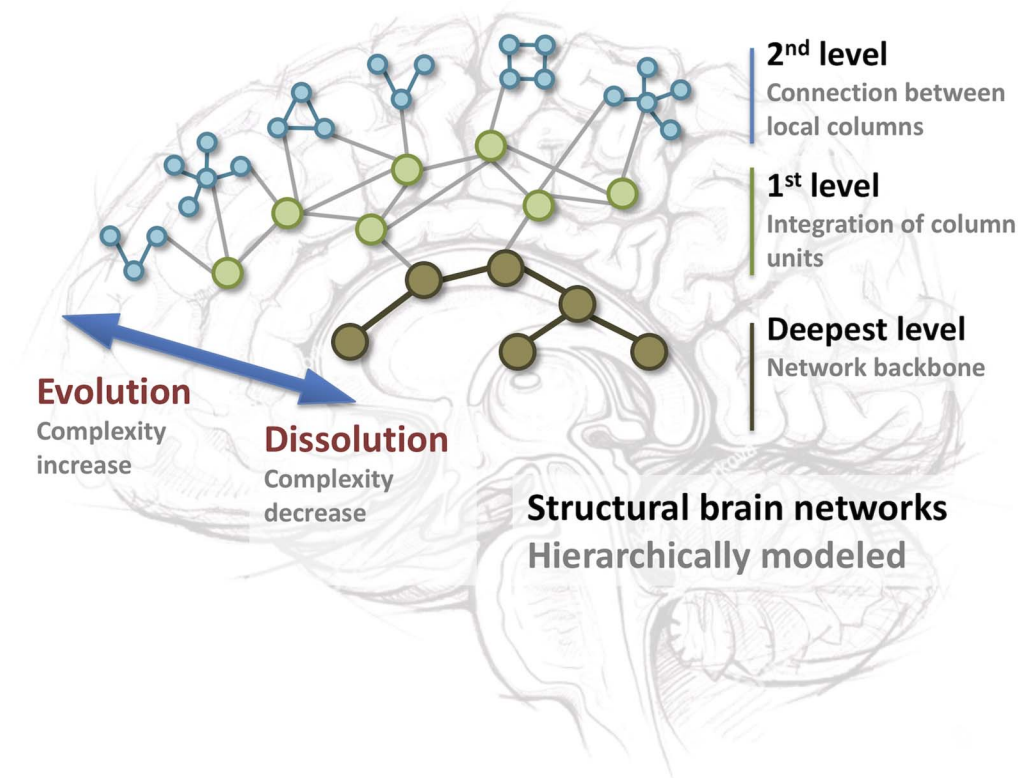 2nd level
Connection between
local columns
1st level
Integration of column
units
Deepest level
Network backbone
Evolution
Complexity
increase
Dissolution
Complexity
decrease
Structural brain networks
Hierarchically modeled